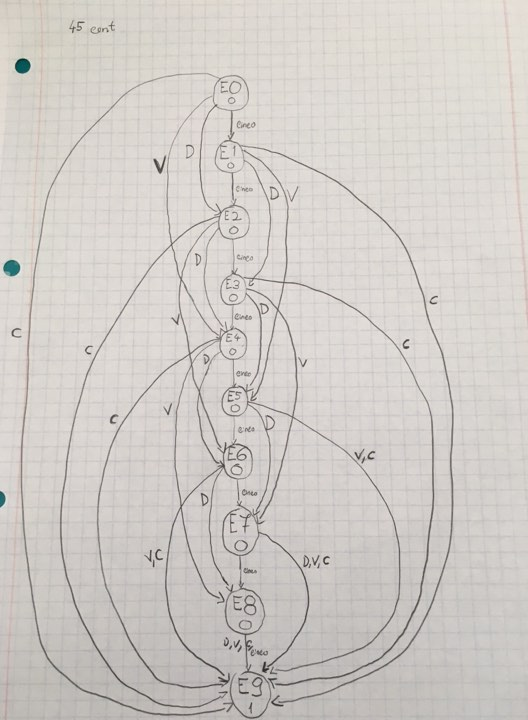 45 cent
E0
0
cinco
D
V
E1
0
cinco
D
V
E2
0
cinco
D
V
C
E3
0
cinco
D
V
C
E4
0
cinco
D
V
C
E5
0
cinco
D
V,C
E6
0
cinco
D
V,C
E7
0
cinco
D,V,C
E8
0
D,V,
cinco
E9
1
C
C